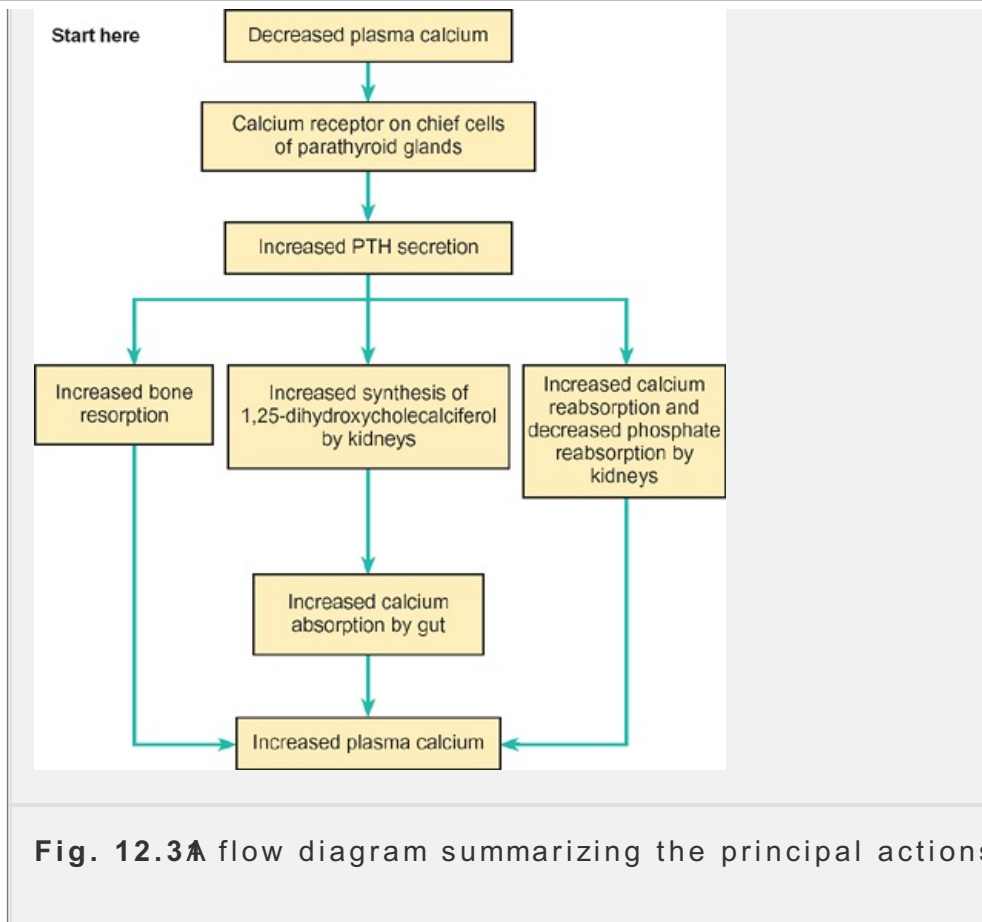 Start here
Decreased plasma calcium
Calcium receptor on chief cells
of parathyroid glands
Increased PTH secretion
Increased bone
resorption
Increased synthesis of
1,25-dihydroxycholecalciferol
by kidneys
Increased calcium
reabsorption and
decreased phosphate
reabsorption by
kidneys
Increased calcium
absorption by gut
Increased plasma calcium
Fig. A flow diagram summarizing the principal actions